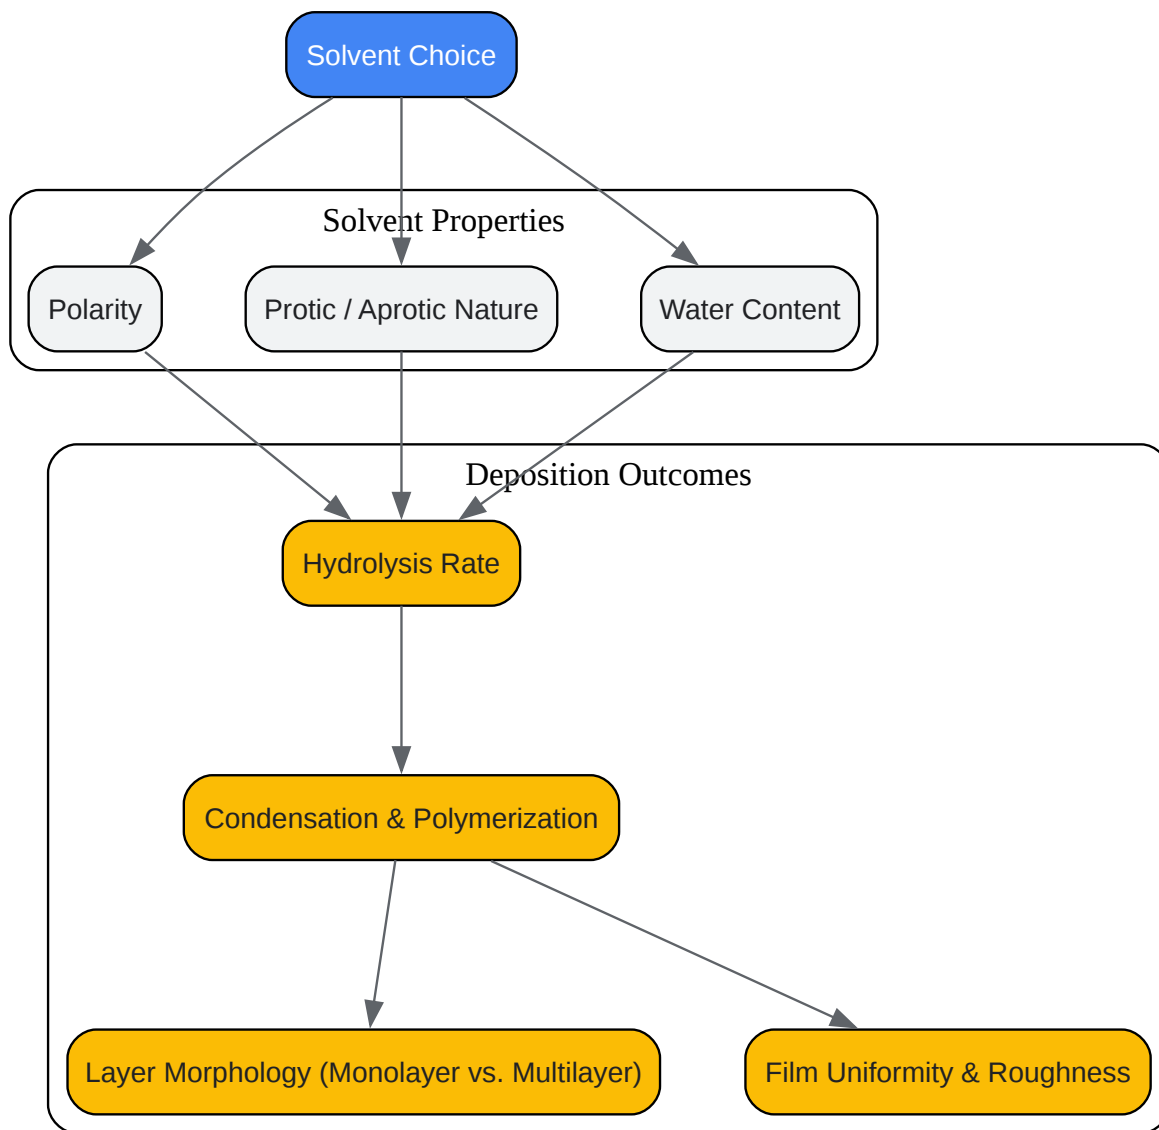 Solvent Choice
Solvent Properties
Polarity
Protic / Aprotic Nature
Water Content
Deposition Outcomes
Hydrolysis Rate
Condensation & Polymerization
Layer Morphology (Monolayer vs. Multilayer)
Film Uniformity & Roughness